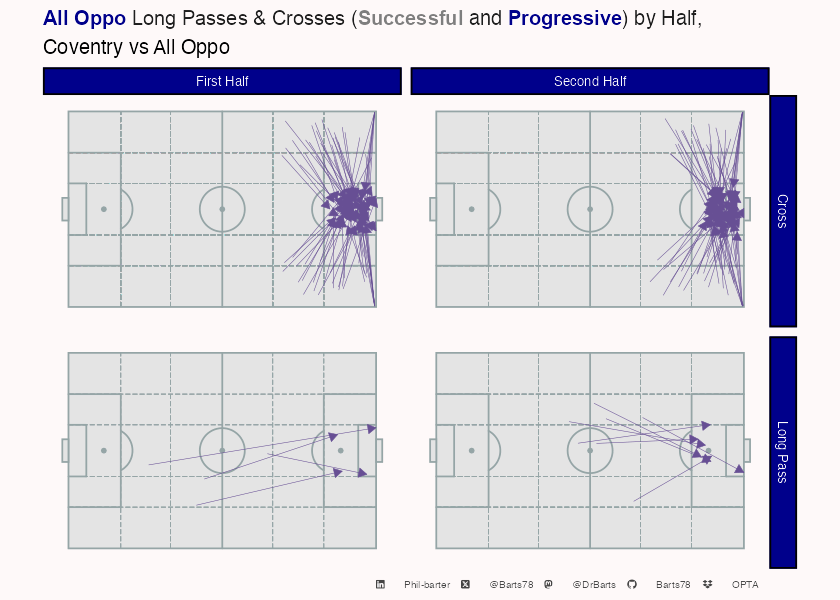 All Oppo Long Passes & Crosses (Successful and Progressive) by Half,
Coventry vs All Oppo
First Half
Second Half
Cross
Long Pass
Phil-barter @Barts78 @DrBarts Barts78 OPTA